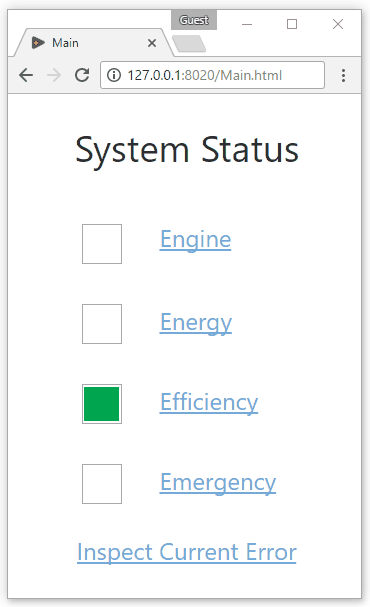 Guest
Main
127.0.0.1:8020/Main.html
System Status
Engine
Energy
Efficiency
Emergency
Inspect Current Error